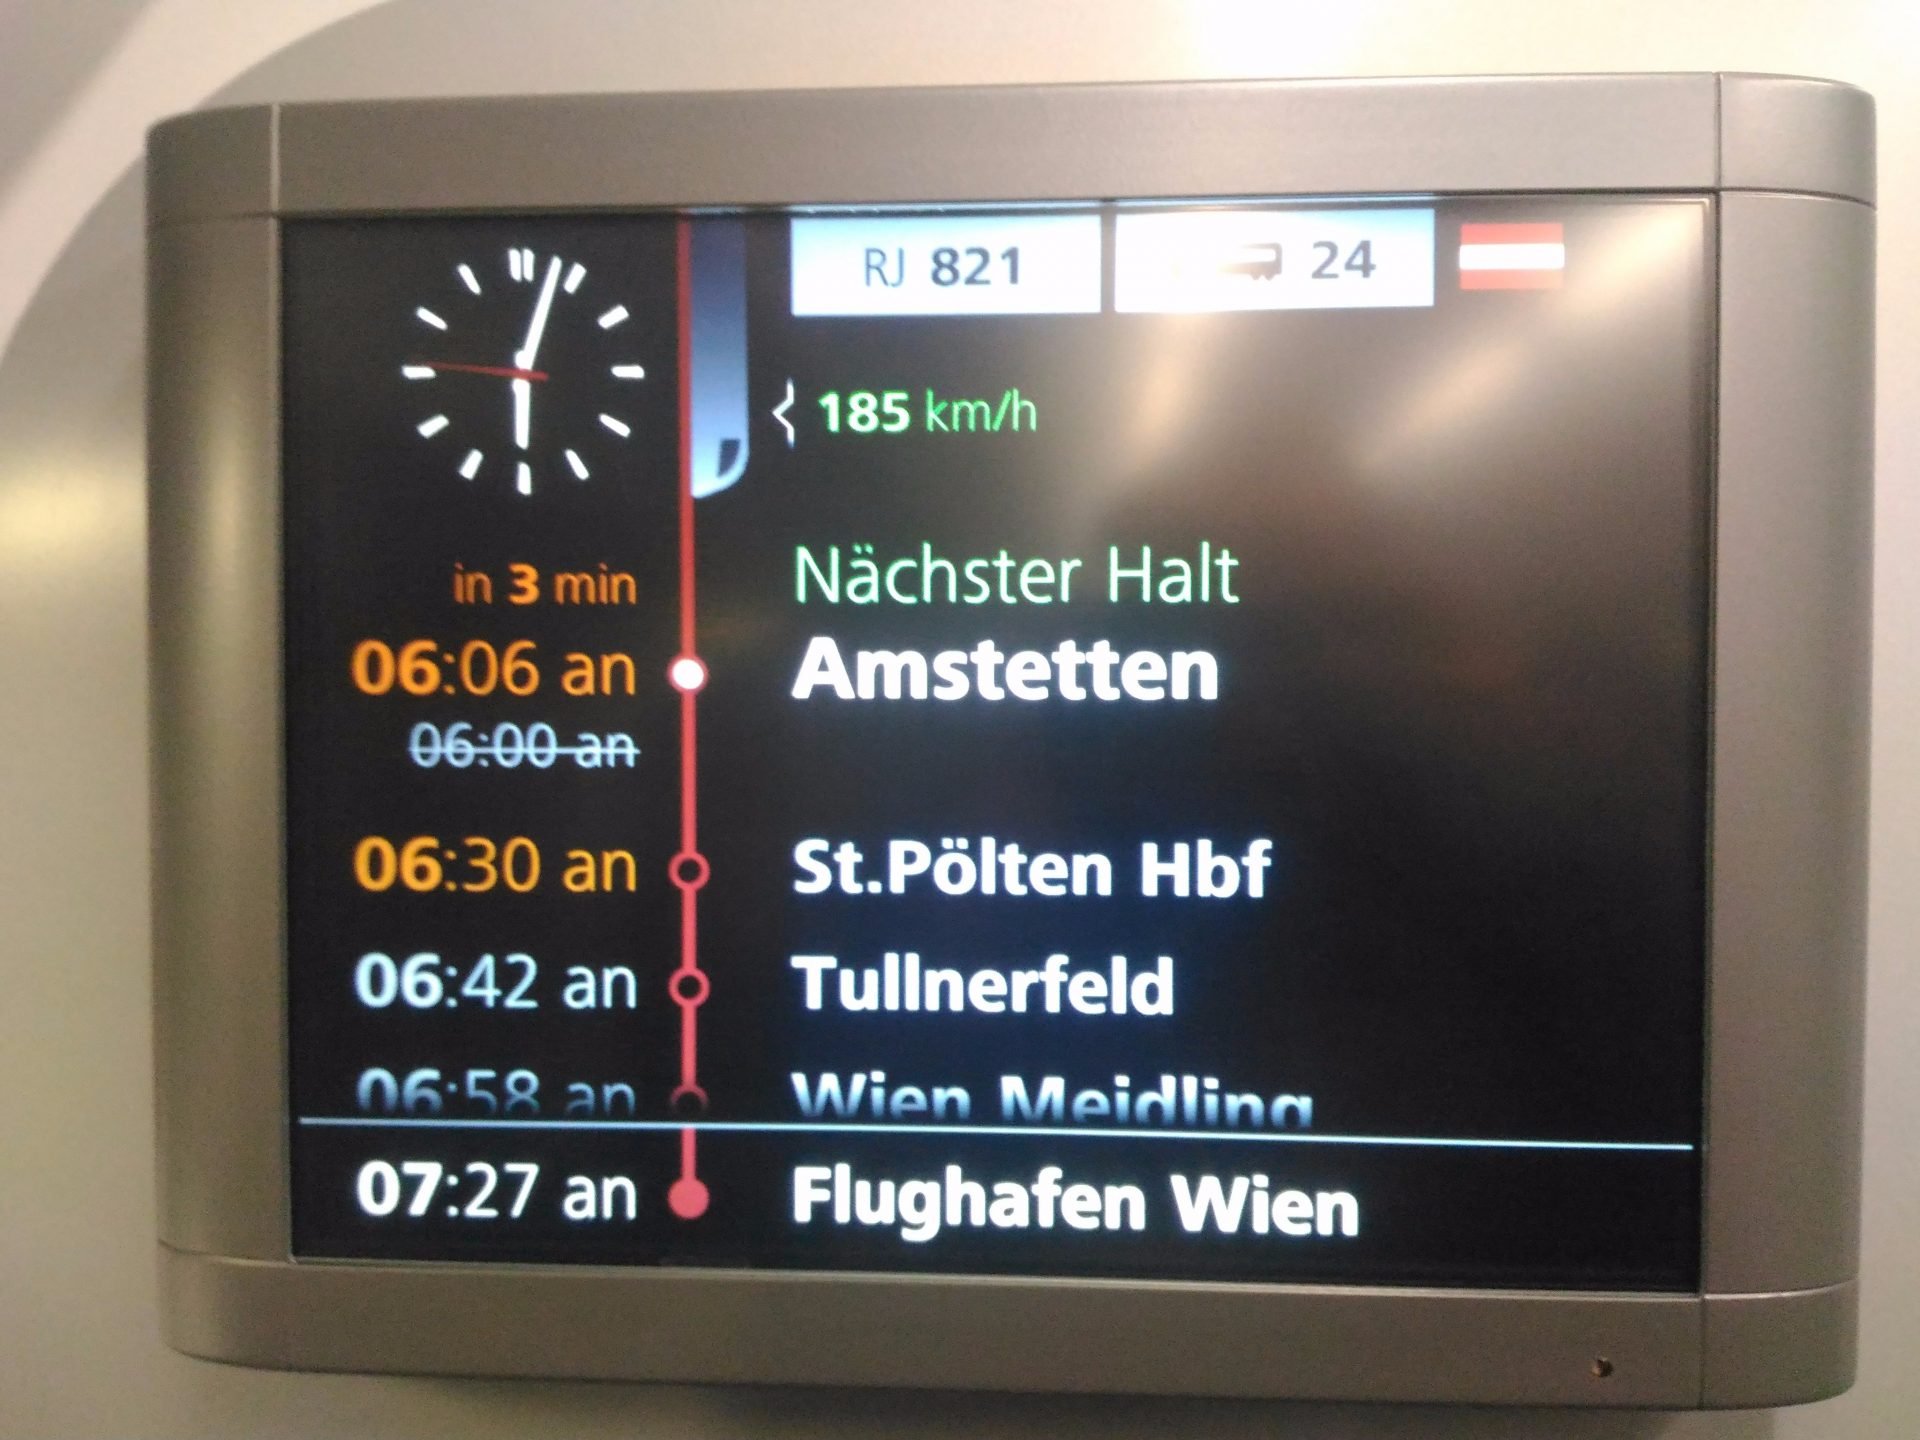 RJ 821
24
185 km/h
in 3 min
Nächster Halt
06:06 an Amstetten
06:00 an
06:30 an St.Pölten Hbf
06:42 an Tullnerfeld
06:58 an Wien Meidling
07:27 an Flughafen Wien